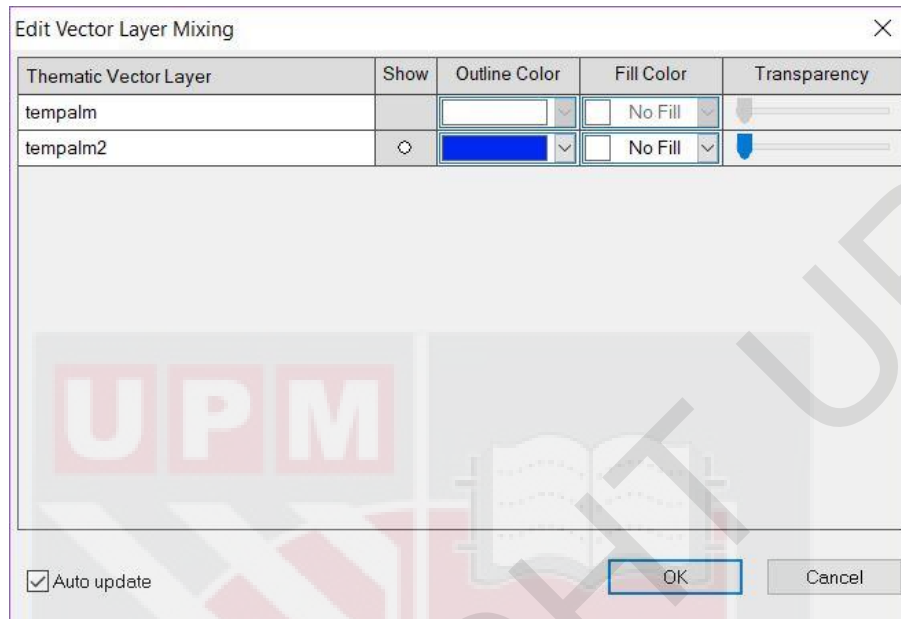 Edit Vector Layer Mixing
Thematic Vector Layer Show Outline Color Fill Color Transparency
tempalm No Fill
tempalm2 No Fill
UPM
Auto update OK Cancel